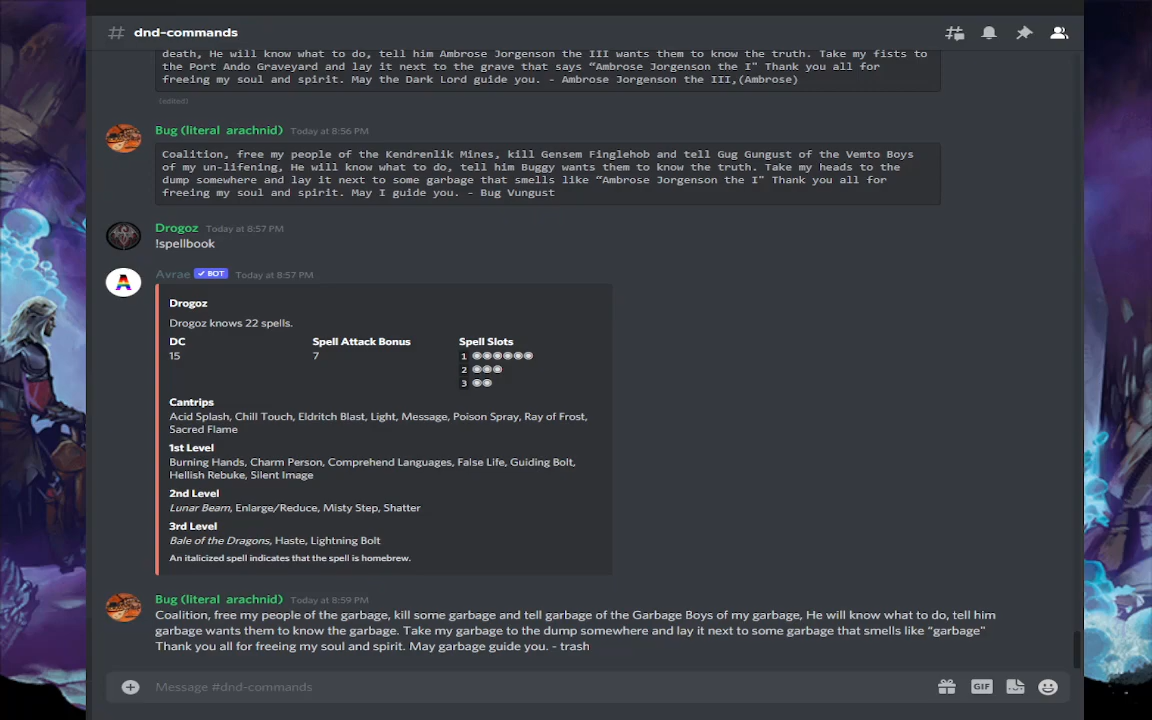 dnd-commands
death, He will know what to do, tell him Ambrose Jorgenson the III wants them to know the truth. Take my fists to
the Port Ando Graveyard and lay it next to the grave that says “Ambrose Jorgenson the I" Thank you all for
freeing my soul and spirit. May the Dark Lord guide you. - Ambrose Jorgenson the III,(Ambrose)
(edited)
Bug (literal arachnid) Today at 8:56 PM
Coalition, free my people of the Kendrenlik Mines, kill Gensem Finglehob and tell Gug Gungust of the Vemto Boys
of my un-lifening, He will know what to do, tell him Buggy wants them to know the truth. Take my heads to the
dump somewhere and lay it next to some garbage that smells like “Ambrose Jorgenson the I" Thank you all for
freeing my soul and spirit. May I guide you. - Bug Vungust
Drogoz Today at 8:57 PM
!spellbook
A
Avrae ✓ BOT Today at 8:57 PM
Drogoz
Drogoz knows 22 spells.
DC Spell Attack Bonus Spell Slots
15 7 1 ◉◉◉◉◉◉
2 ◉◉◉
3 ◉◉
Cantrips
Acid Splash, Chill Touch, Eldritch Blast, Light, Message, Poison Spray, Ray of Frost,
Sacred Flame
1st Level
Burning Hands, Charm Person, Comprehend Languages, False Life, Guiding Bolt,
Hellish Rebuke, Silent Image
2nd Level
Lunar Beam, Enlarge/Reduce, Misty Step, Shatter
3rd Level
Bale of the Dragons, Haste, Lightning Bolt
An italicized spell indicates that the spell is homebrew.
Bug (literal arachnid) Today at 8:59 PM
Coalition, free my people of the garbage, kill some garbage and tell garbage of the Garbage Boys of my garbage, He will know what to do, tell him
garbage wants them to know the garbage. Take my garbage to the dump somewhere and lay it next to some garbage that smells like “garbage"
Thank you all for freeing my soul and spirit. May garbage guide you. - trash
Message #dnd-commands
GIF